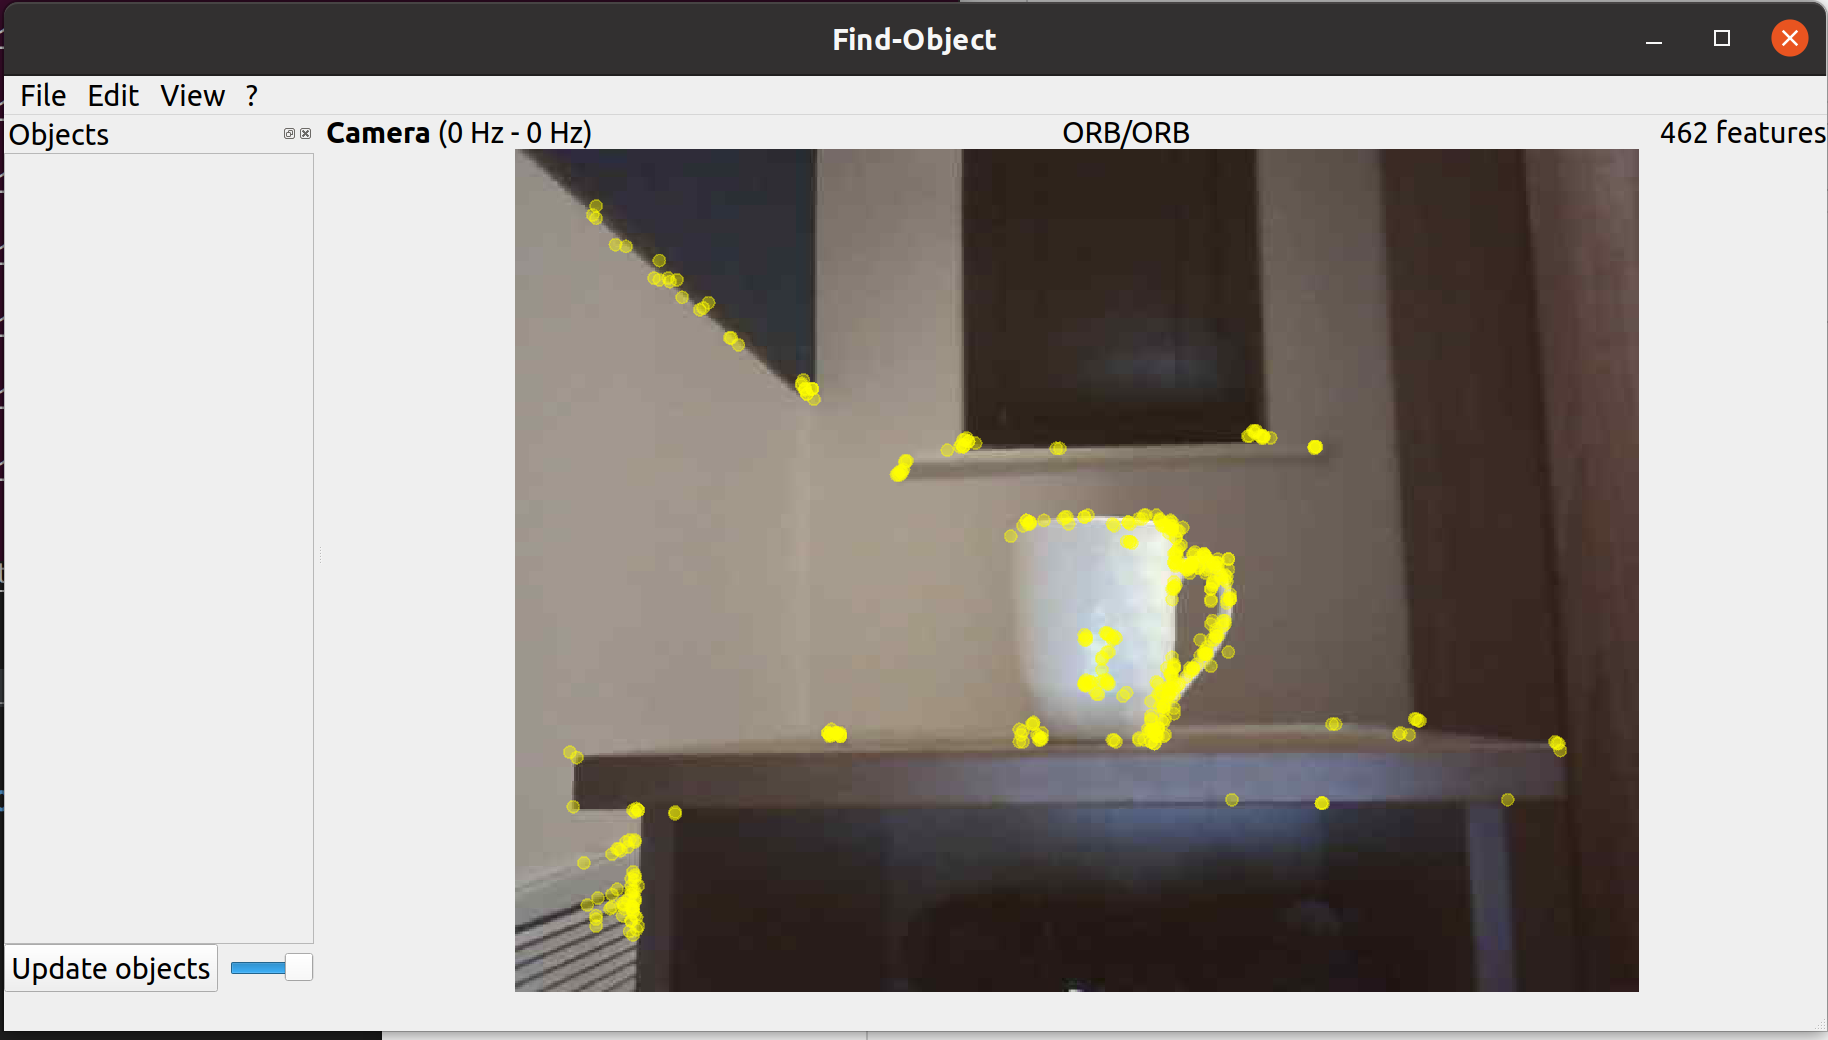 Find-Object
File Edit View ?
Objects
Camera (0 Hz - 0 Hz) ORB/ORB 462 features
Update objects